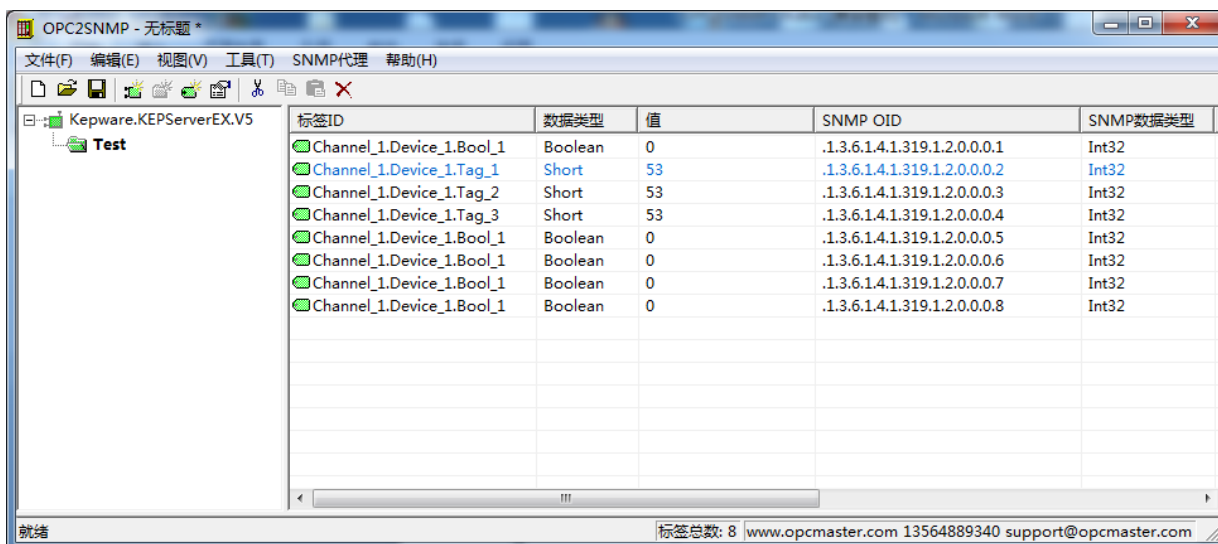 OPC2SNMP - 无标题 *
文件(F) 编辑(E) 视图(V) 工具(T) SNMP代理 帮助(H)
Kepware.KEPServerEX.V5
Test
标签ID 数据类型 值 SNMP OID SNMP数据类型
Channel_1.Device_1.Bool_1 Boolean 0 .1.3.6.1.4.1.319.1.2.0.0.0.1 Int32
Channel_1.Device_1.Tag_1 Short 53 .1.3.6.1.4.1.319.1.2.0.0.0.2 Int32
Channel_1.Device_1.Tag_2 Short 53 .1.3.6.1.4.1.319.1.2.0.0.0.3 Int32
Channel_1.Device_1.Tag_3 Short 53 .1.3.6.1.4.1.319.1.2.0.0.0.4 Int32
Channel_1.Device_1.Bool_1 Boolean 0 .1.3.6.1.4.1.319.1.2.0.0.0.5 Int32
Channel_1.Device_1.Bool_1 Boolean 0 .1.3.6.1.4.1.319.1.2.0.0.0.6 Int32
Channel_1.Device_1.Bool_1 Boolean 0 .1.3.6.1.4.1.319.1.2.0.0.0.7 Int32
Channel_1.Device_1.Bool_1 Boolean 0 .1.3.6.1.4.1.319.1.2.0.0.0.8 Int32
就绪 标签总数: 8 www.opcmaster.com 13564889340 support@opcmaster.com